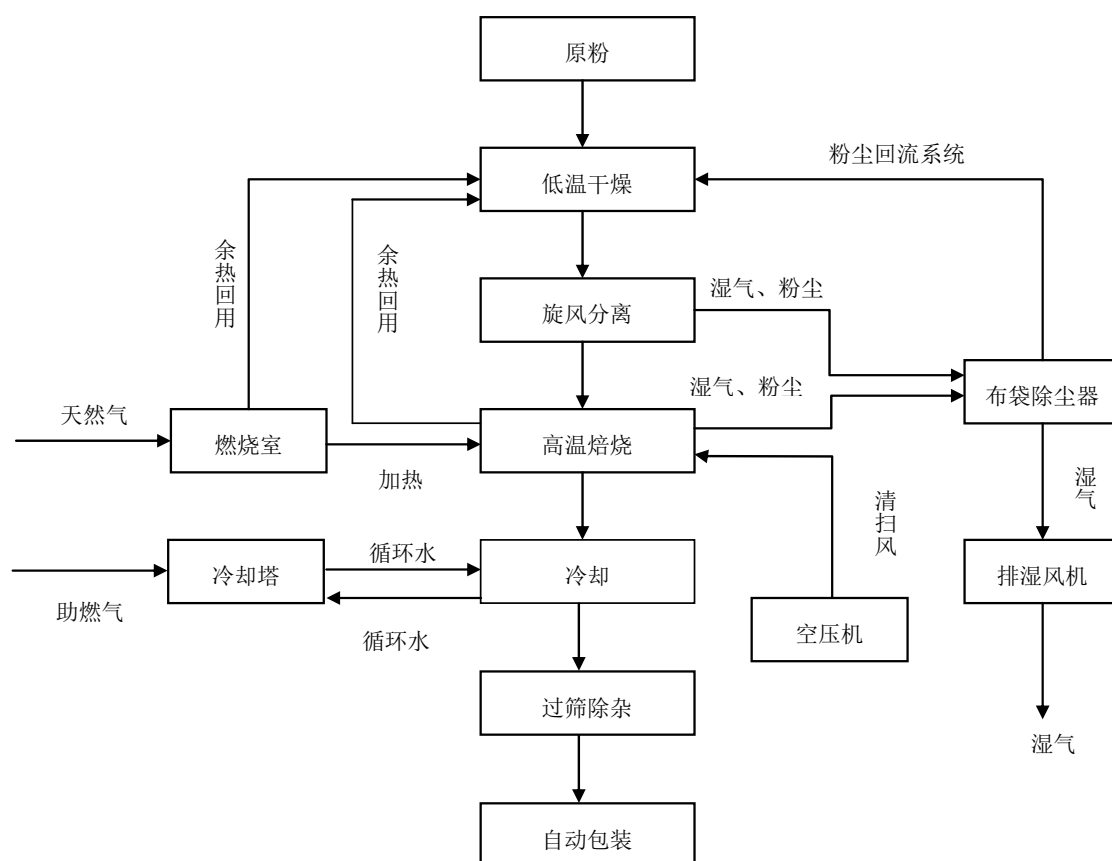 原粉
粉尘回流系统
低温干燥
余热回用
余热回用
湿气、粉尘
旋风分离
湿气、粉尘
布袋除尘器
天然气
燃烧室
高温焙烧
加热
清扫风
湿气
循环水
冷却塔
冷却
排湿风机
助燃气
循环水
空压机
过筛除杂
湿气
自动包装